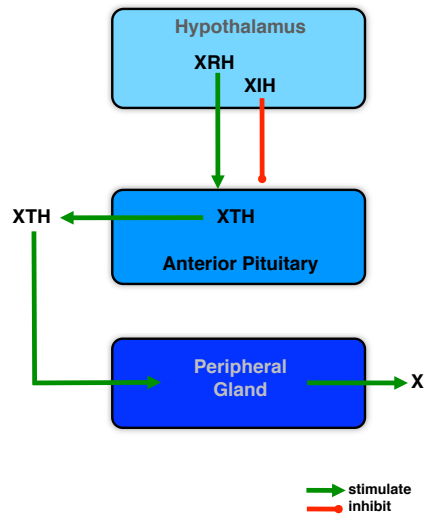 Hypothalamus
XRH
XIH
XTH
XTH
Anterior Pituitary
Peripheral
Gland
X
stimulate
inhibit